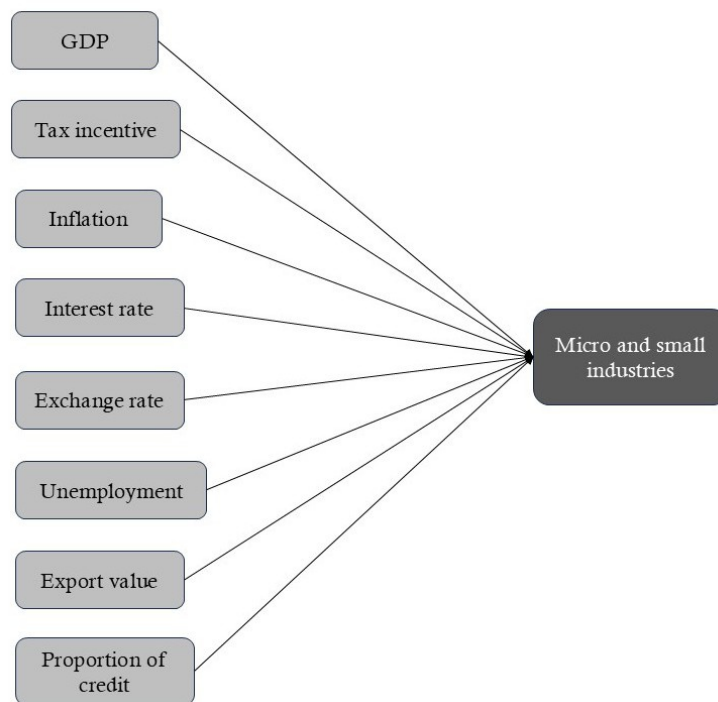 GDP
Tax incentive
Inflation
Interest rate
Exchange rate
Unemployment
Export value
Proportion of
credit
Micro and small
industries